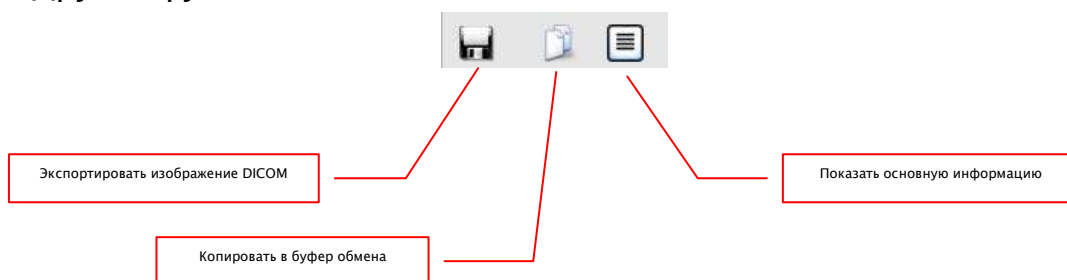 Экспортировать изображение DICOM
Показать основную информацию
Копировать в буфер обмена